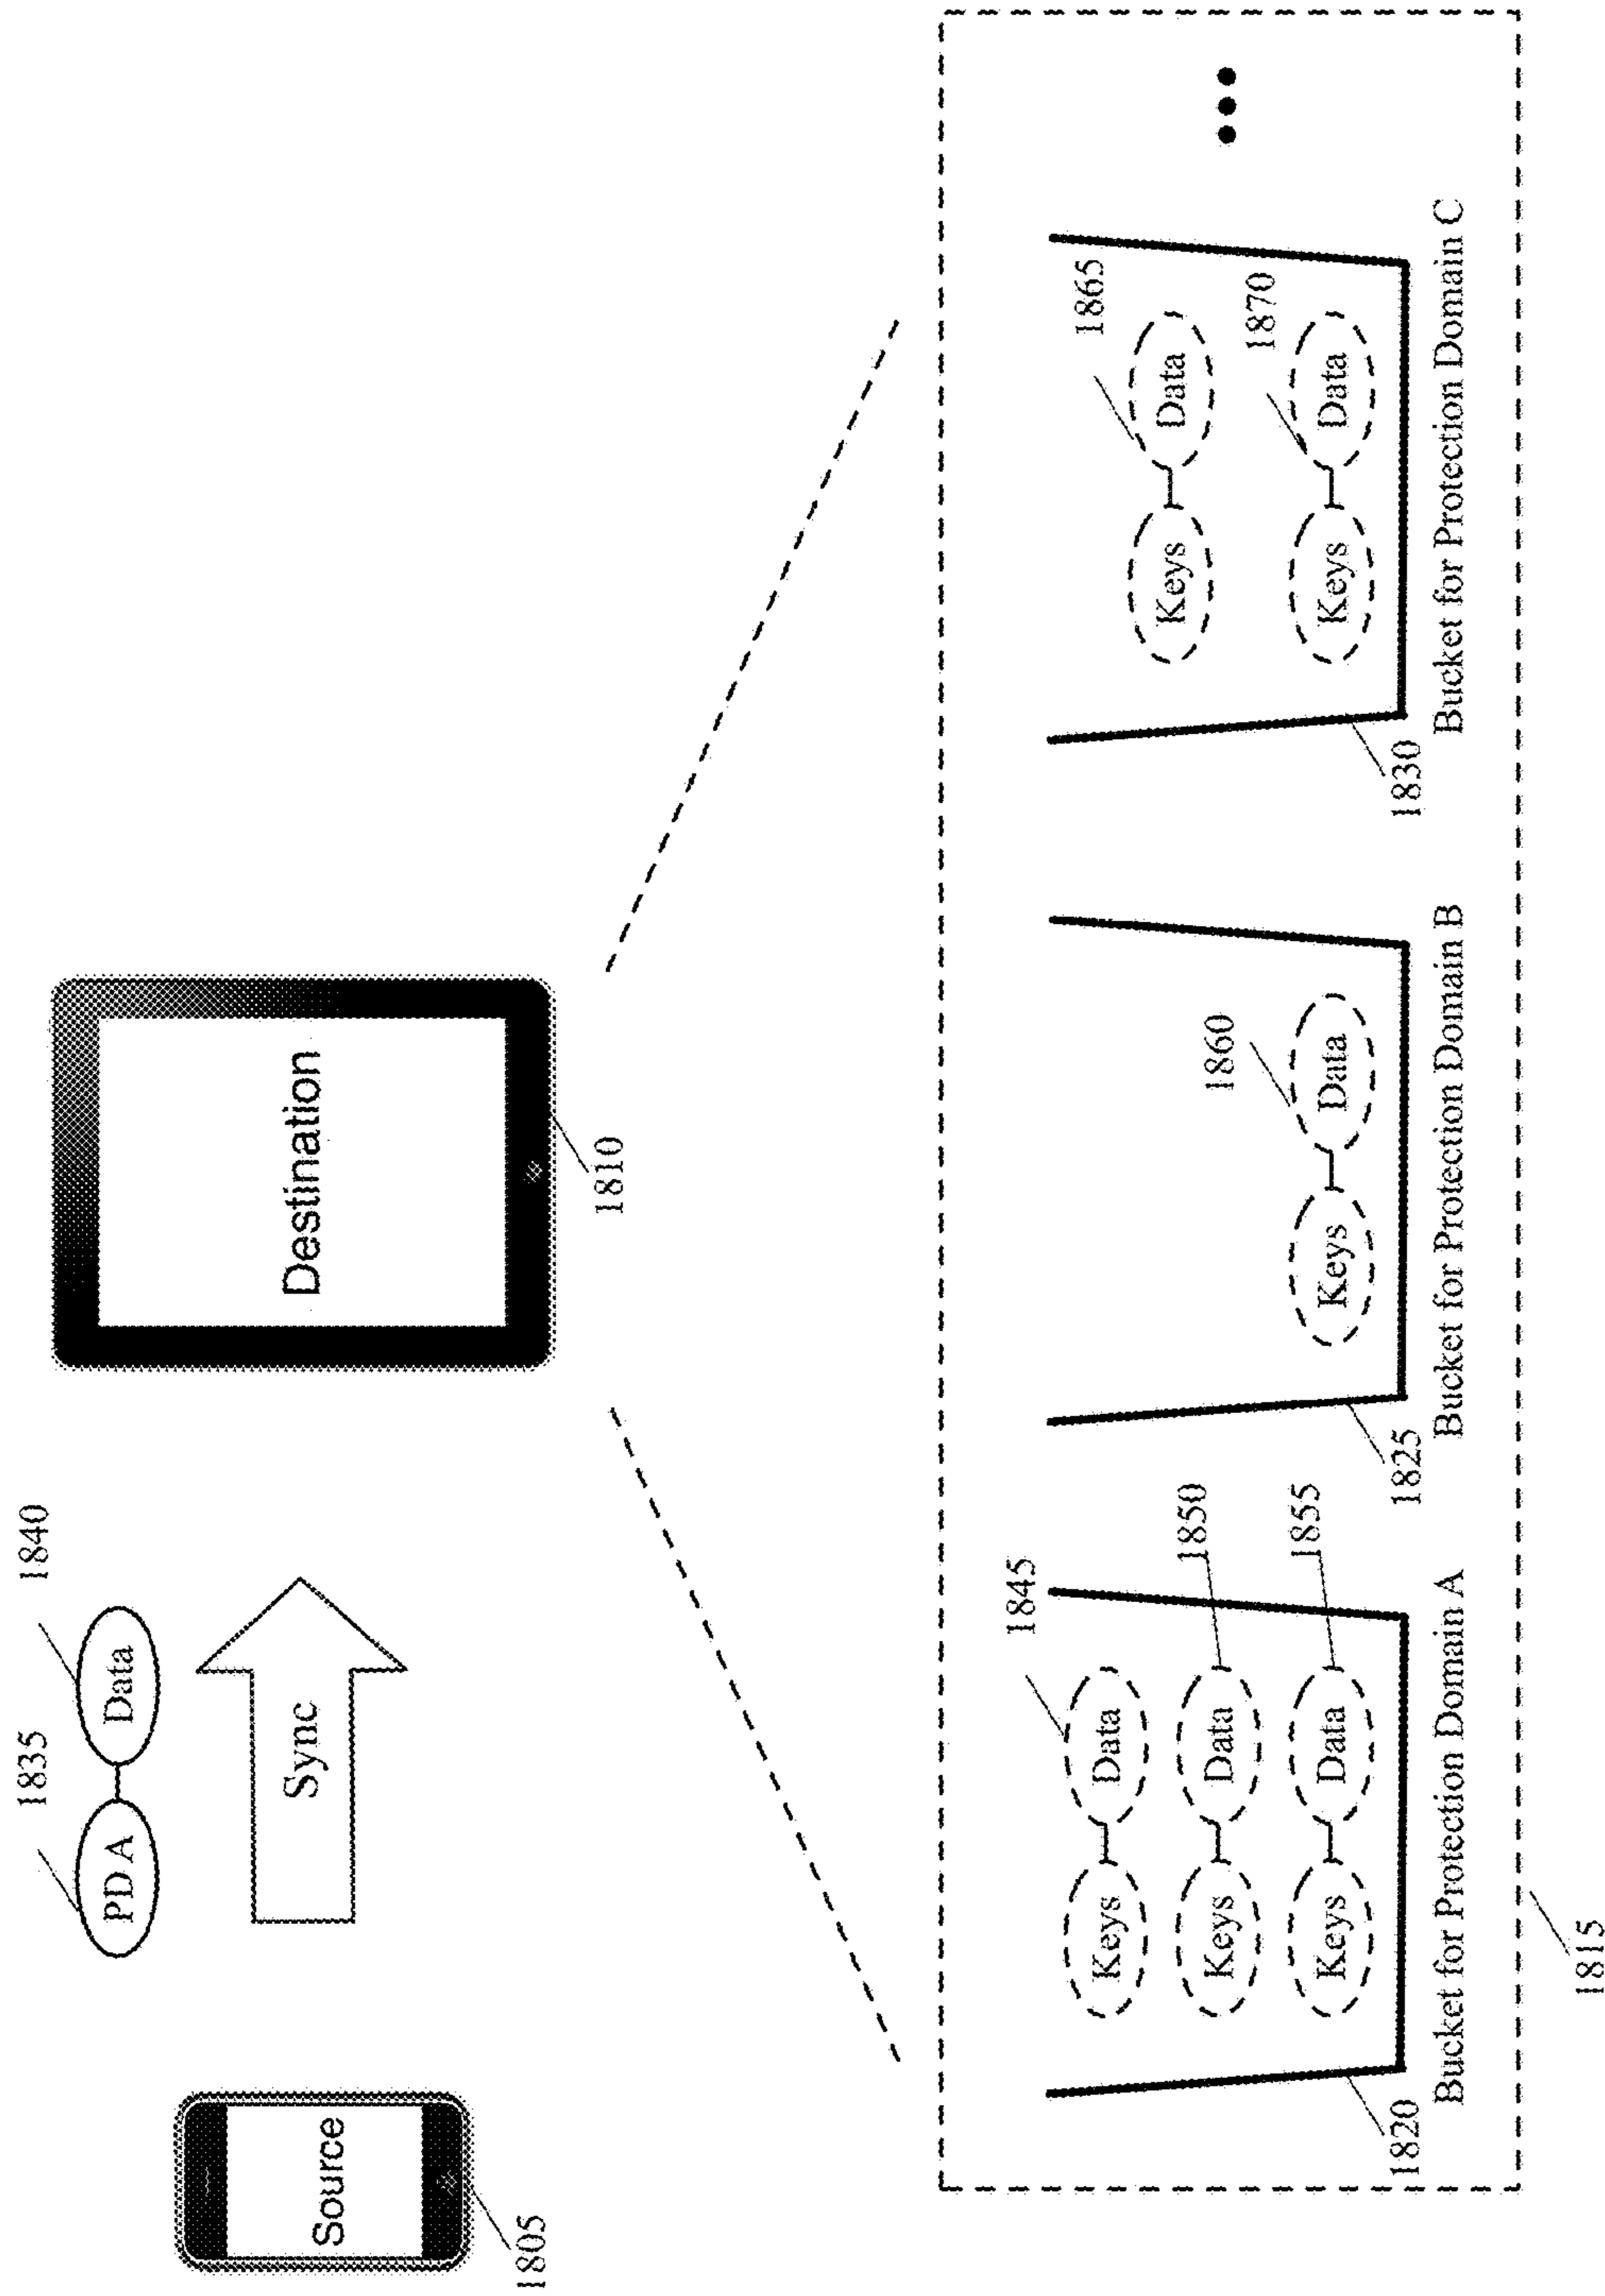 1835
1840
PD A
Data
Sync
Source
1805
Destination
1810
1845
Keys
Data
1850
Keys
Data
1855
Keys
Data
1820
Bucket for Protection Domain A
1860
Keys
Data
1825
Bucket for Protection Domain B
1865
Keys
Data
1870
Keys
Data
1830
Bucket for Protection Domain C
1815